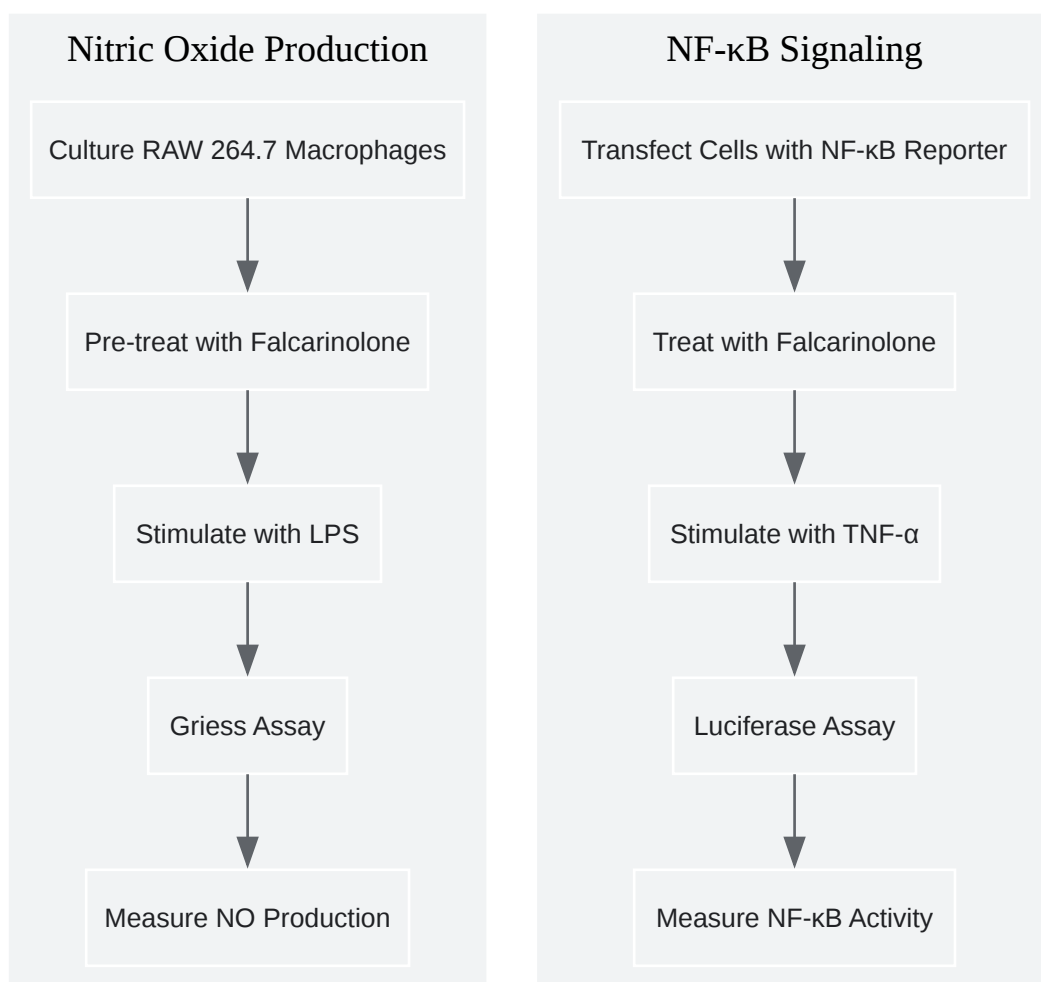 Nitric Oxide Production
Culture RAW 264.7 Macrophages
Pre-treat with Falcarinolone
Stimulate with LPS
Griess Assay
Measure NO Production
NF-κB Signaling
Transfect Cells with NF-κB Reporter
Treat with Falcarinolone
Stimulate with TNF-α
Luciferase Assay
Measure NF-κB Activity